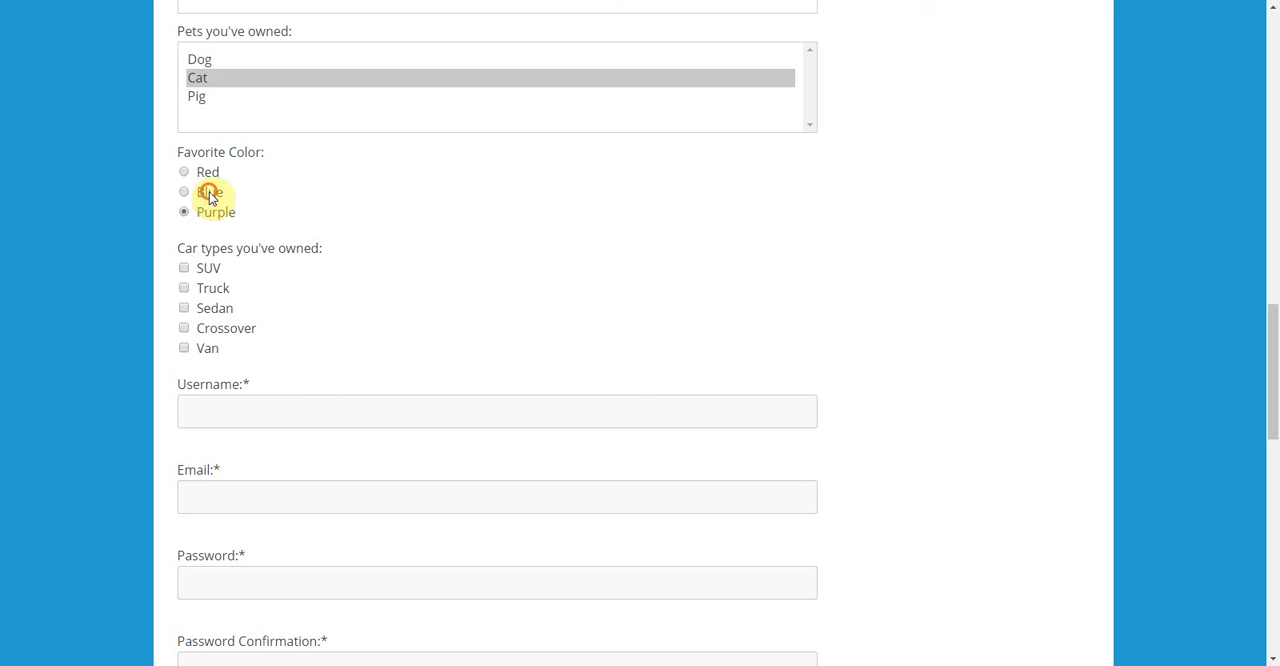 Pets you've owned:
Dog
Cat
Pig
Favorite Color:
Red
Blue
Purple
Car types you've owned:
SUV
Truck
Sedan
Crossover
Van
Username:*
Email:*
Password:*
Password Confirmation:*